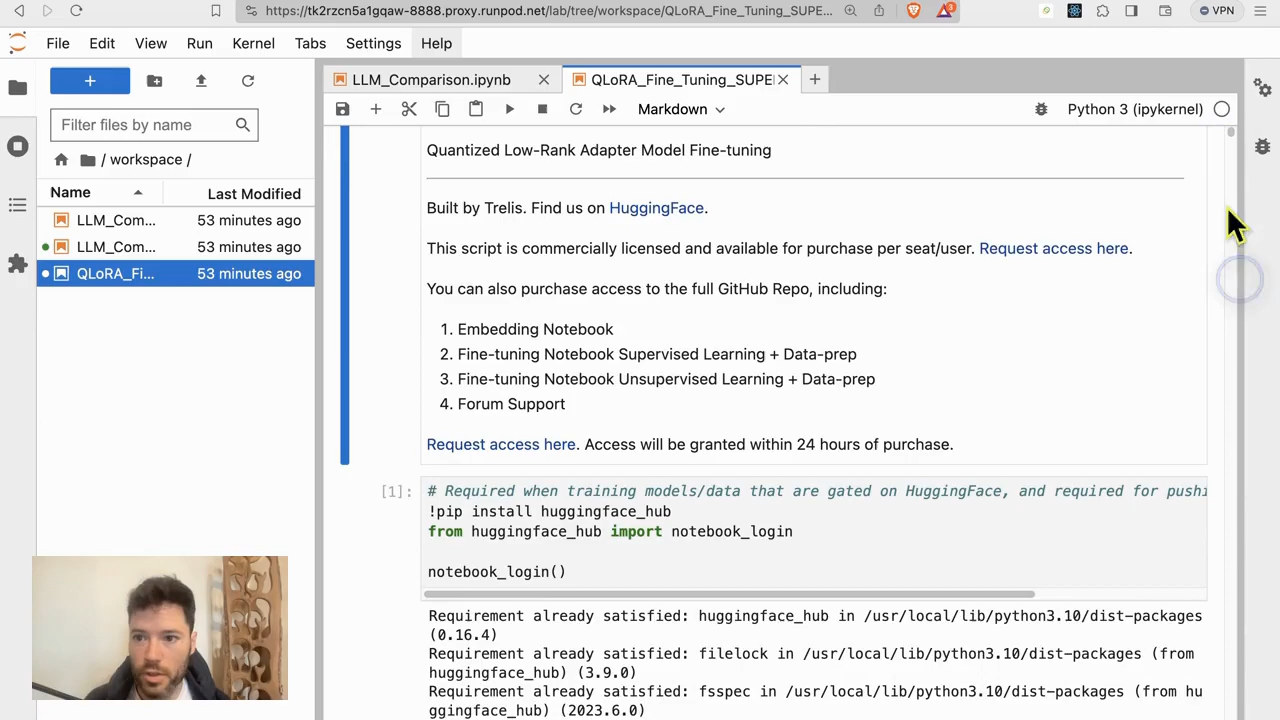 https://tk2rzcn5a1gqaw-8888.proxy.runpod.net/lab/tree/workspace/QLoRA_Fine_Tuning_SUPE...
3
VPN
File Edit View Run Kernel Tabs Settings Help
LLM_Comparison.ipynb
QLoRA_Fine_Tuning_SUPE
Filter files by name
Markdown
Python 3 (ipykernel)
/ workspace /
Name Last Modified
LLM_Com... 53 minutes ago
LLM_Com... 53 minutes ago
QLoRA_Fi... 53 minutes ago
Quantized Low-Rank Adapter Model Fine-tuning
Built by Trelis. Find us on HuggingFace.
This script is commercially licensed and available for purchase per seat/user. Request access here.
You can also purchase access to the full GitHub Repo, including:
1. Embedding Notebook
2. Fine-tuning Notebook Supervised Learning + Data-prep
3. Fine-tuning Notebook Unsupervised Learning + Data-prep
4. Forum Support
Request access here. Access will be granted within 24 hours of purchase.
[1]:
# Required when training models/data that are gated on HuggingFace, and required for pushi
!pip install huggingface_hub
from huggingface_hub import notebook_login
notebook_login()
Requirement already satisfied: huggingface_hub in /usr/local/lib/python3.10/dist-packages
(0.16.4)
Requirement already satisfied: filelock in /usr/local/lib/python3.10/dist-packages (from
huggingface_hub) (3.9.0)
Requirement already satisfied: fsspec in /usr/local/lib/python3.10/dist-packages (from hu
ggingface_hub) (2023.6.0)